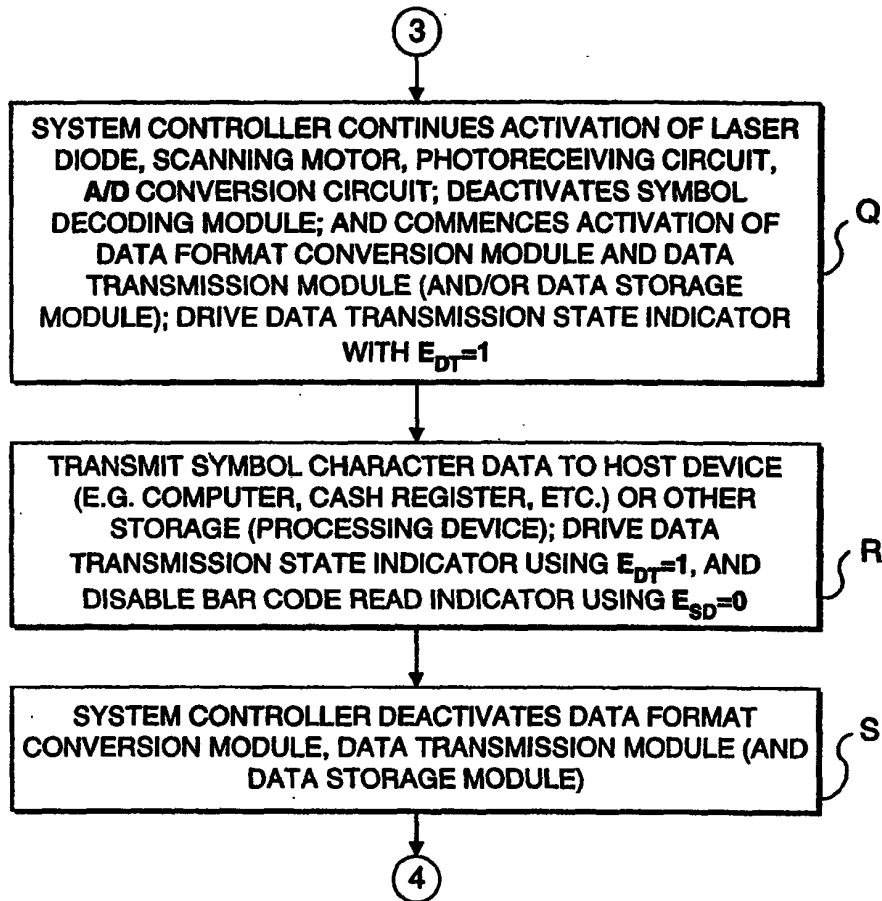 3
SYSTEM CONTROLLER CONTINUES ACTIVATION OF LASER
DIODE, SCANNING MOTOR, PHOTORECEIVING CIRCUIT,
A/D CONVERSION CIRCUIT; DEACTIVATES SYMBOL
DECODING MODULE; AND COMMENCES ACTIVATION OF
DATA FORMAT CONVERSION MODULE AND DATA
TRANSMISSION MODULE (AND/OR DATA STORAGE
MODULE); DRIVE DATA TRANSMISSION STATE INDICATOR
WITH E_DT=1
Q
TRANSMIT SYMBOL CHARACTER DATA TO HOST DEVICE
(E.G. COMPUTER, CASH REGISTER, ETC.) OR OTHER
STORAGE (PROCESSING DEVICE); DRIVE DATA
TRANSMISSION STATE INDICATOR USING E_DT=1, AND
DISABLE BAR CODE READ INDICATOR USING E_SD=0
R
SYSTEM CONTROLLER DEACTIVATES DATA FORMAT
CONVERSION MODULE, DATA TRANSMISSION MODULE (AND
DATA STORAGE MODULE)
S
4